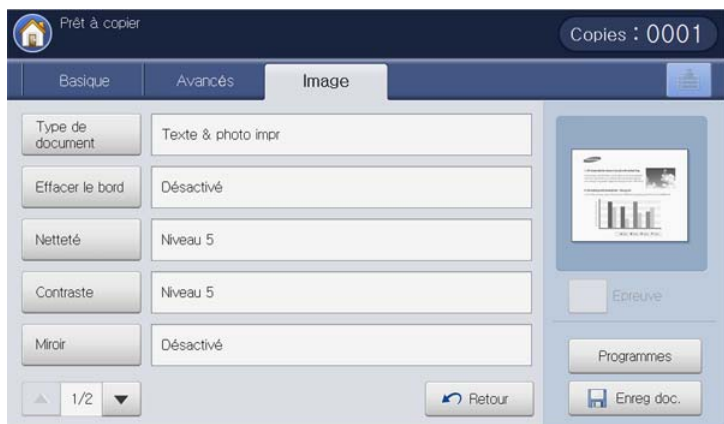 Prêt à copier
Copies : 0001
Basique
Avancés
Image
Type de
document
Texte & photo impr
Effacer le bord
Désactivé
Netteté
Niveau 5
Contraste
Niveau 5
Miroir
Désactivé
1/2
Retour
Epreuve
Programmes
Enreg doc.